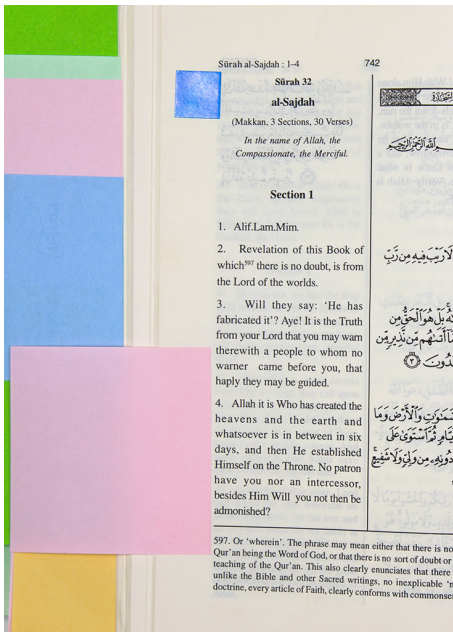 Sūrah al-Sajdah : 1-4 742
Sūrah 32
al-Sajdah
(Makkan, 3 Sections, 30 Verses)
In the name of Allah, the
Compassionate, the Merciful.
Section 1
1. Alif.Lam.Mim.
2. Revelation of this Book of
which⁵⁹⁷ there is no doubt, is from
the Lord of the worlds.
3. Will they say: ‘He has
fabricated it’? Aye! It is the Truth
from your Lord that you may warn
therewith a people to whom no
warner came before you, that
haply they may be guided.
4. Allah it is Who has created the
heavens and the earth and
whatsoever is in between in six
days, and then He established
Himself on the Throne. No patron
have you nor an intercessor,
besides Him Will you not then be
admonished?
لَا رَيْبَ فِيهِ مِن رَّبِّ
بَلْ هُوَ الْحَقُّ مِن
مَّا أَتَىٰهُم مِّن نَّذِيرٍ مِّن
السَّمَٰوَٰتِ وَالْأَرْضَ وَمَا
أَيَّامٍ ثُمَّ اسْتَوَىٰ عَلَى
دُونِهِ مِن وَلِيٍّ وَلَا شَفِيعٍ
597. Or ‘wherein’. The phrase may mean either that there is no
Qur’an being the Word of God, or that there is no sort of doubt or
teaching of the Qur’an. This also clearly enunciates that there
unlike the Bible and other Sacred writings, no inexplicable
doctrine, every article of Faith, clearly conforms with